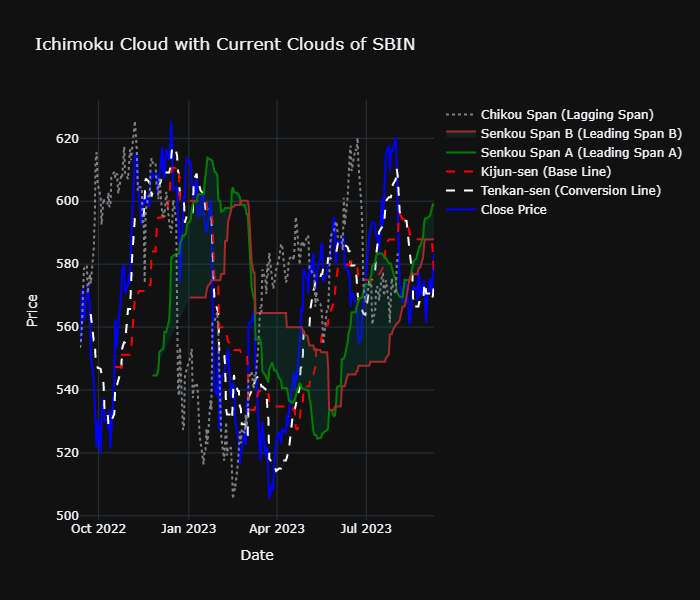 Ichimoku Cloud with Current Clouds of SBIN
Chikou Span (Lagging Span)
Senkou Span B (Leading Span B)
Senkou Span A (Leading Span A)
Kijun-sen (Base Line)
Tenkan-sen (Conversion Line)
Close Price
620
600
580
560
540
520
500
Price
Oct 2022
Jan 2023
Apr 2023
Jul 2023
Date